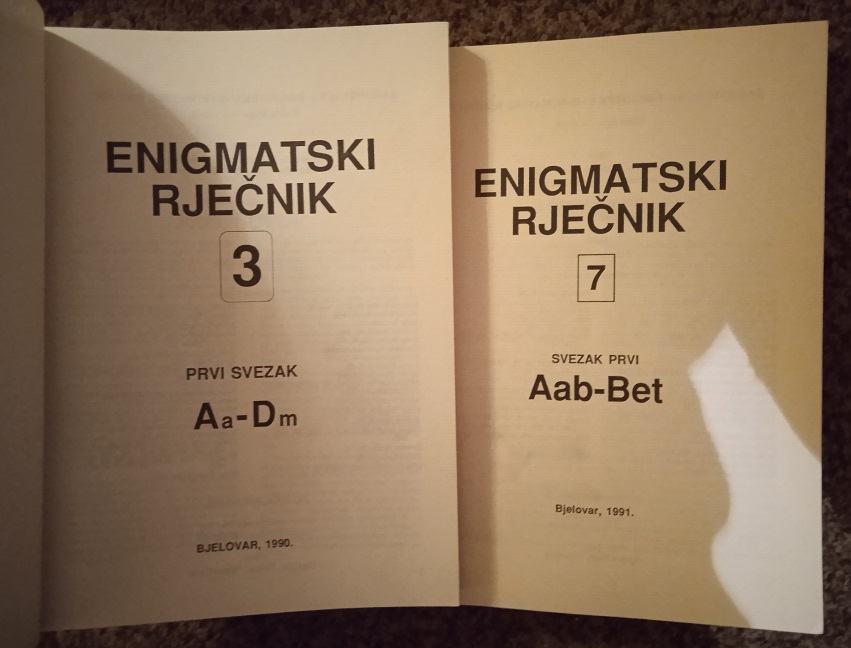 ENIGMATSKI
RJEČNIK
3
PRVI SVEZAK
Aa-Dm
BJELOVAR, 1990.
ENIGMATSKI
RJEČNIK
7
SVEZAK PRVI
Aab-Bet
Bjelovar, 1991.